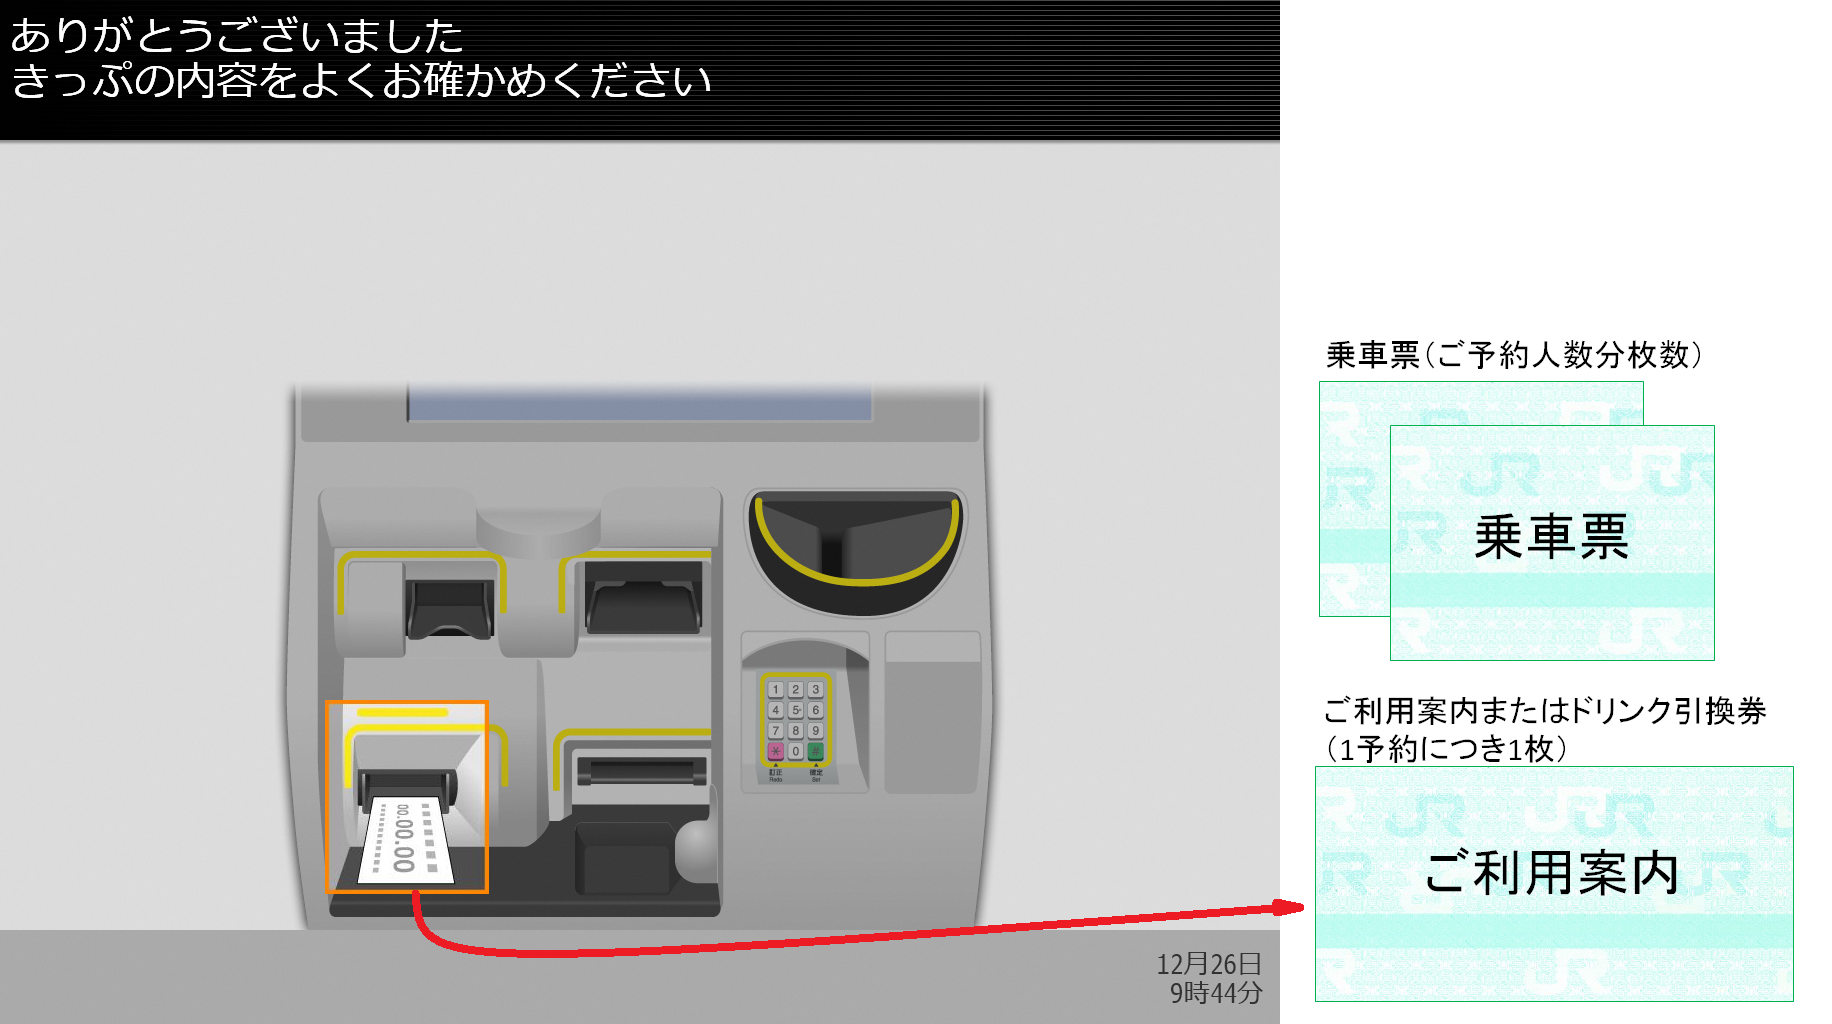 ありがとうございました
きっぷの内容をよくお確かめください
乗車票（ご予約人数分枚数）
JR
JR
乗車票
1 2 3
4 5 6
7 8 9
* 0 #
訂正 確定
Redo Set
00.00.00
ご利用案内またはドリンク引換券
（1予約につき1枚）
ご利用案内
12月26日
9時44分